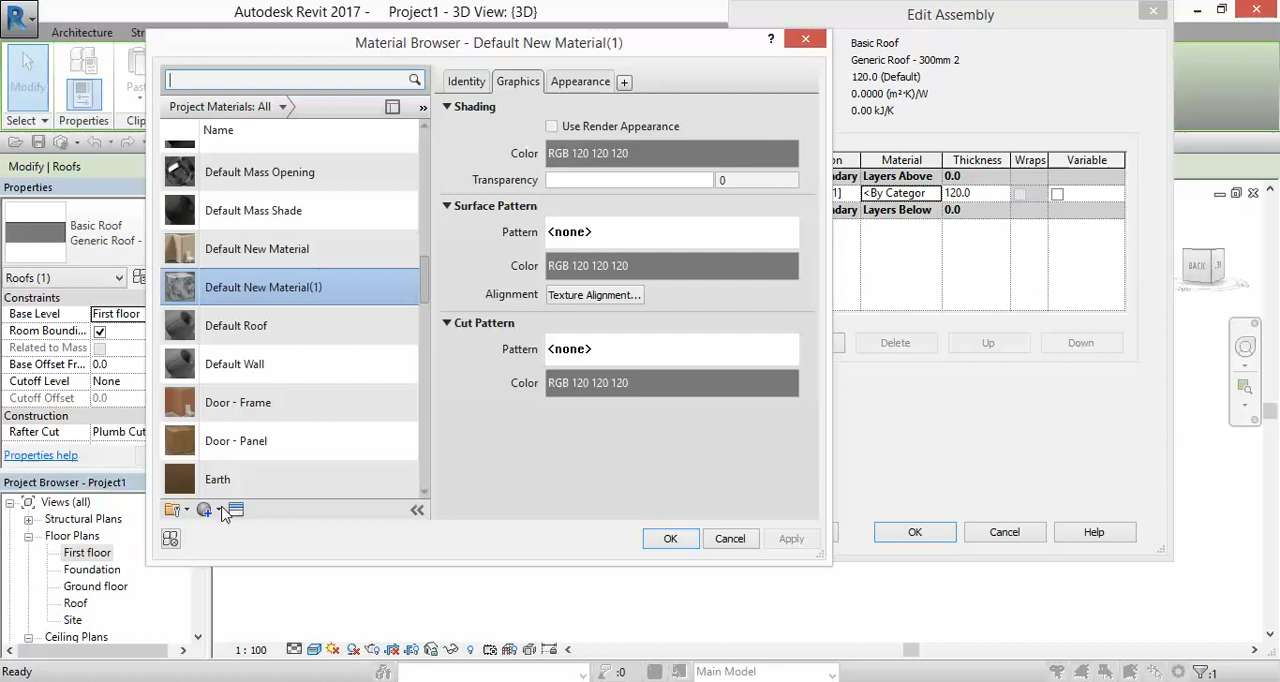 Autodesk Revit 2017 - Project1 - 3D View: {3D}
Edit Assembly
Architecture
Modify
Select
Properties
Modify | Roofs
Properties
Basic Roof
Generic Roof -
Roofs (1)
Constraints
Base Level First floor
Room Boundi...
Related to Mass
Base Offset Fr... 0.0
Cutoff Level None
Cutoff Offset 0.0
Construction
Rafter Cut Plumb Cut
Properties help
Project Browser - Project1
Views (all)
Structural Plans
Floor Plans
First floor
Foundation
Ground floor
Roof
Site
Ceiling Plans
Ready
Material Browser - Default New Material(1)
?
Project Materials: All
Name
Default Mass Opening
Default Mass Shade
Default New Material
Default New Material(1)
Default Roof
Default Wall
Door - Frame
Door - Panel
Earth
Identity Graphics Appearance
Shading
Use Render Appearance
Color RGB 120 120 120
Transparency 0
Surface Pattern
Pattern <none>
Color RGB 120 120 120
Alignment Texture Alignment...
Cut Pattern
Pattern <none>
Color RGB 120 120 120
OK Cancel Apply
Basic Roof
Generic Roof - 300mm 2
120.0 (Default)
0.0000 (m²·K)/W
0.00 kJ/K
Material Thickness Wraps Variable
Layers Above 0.0
<By Categor 120.0
Layers Below 0.0
Delete Up Down
OK Cancel Help
BACK
1 : 100
:0
Main Model
:1